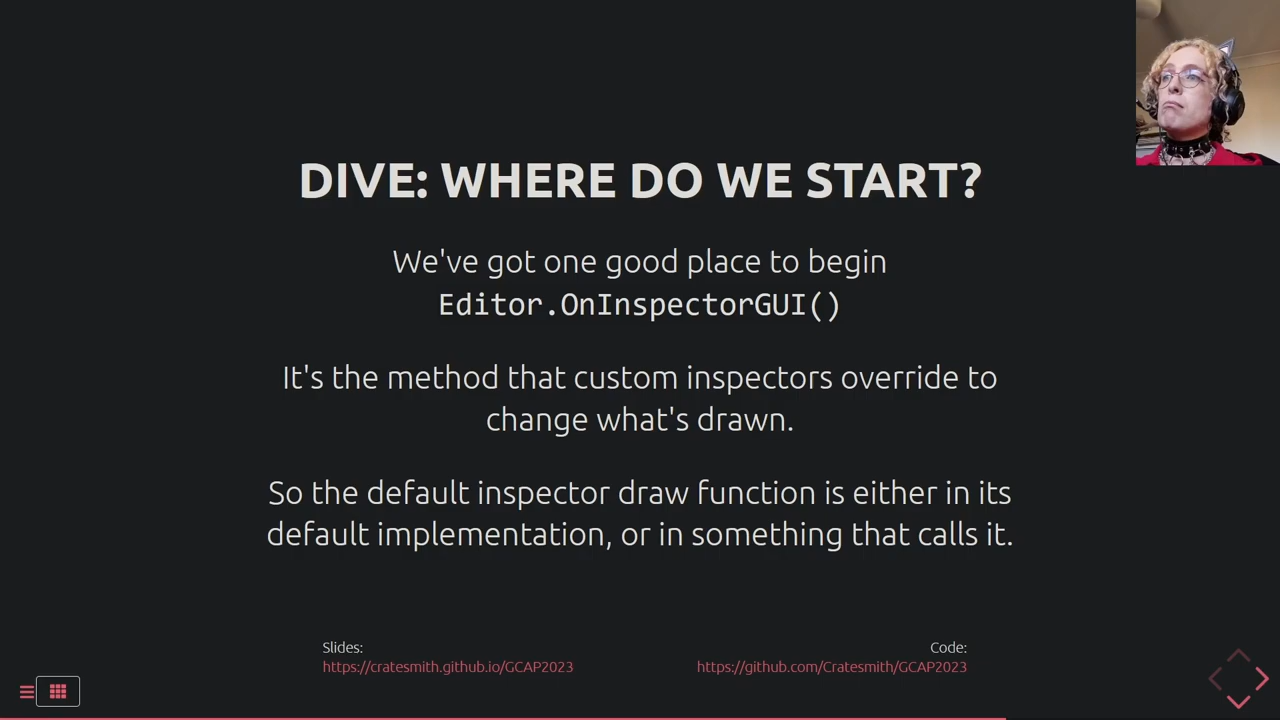 DIVE: WHERE DO WE START?
We've got one good place to begin
Editor.OnInspectorGUI()
It's the method that custom inspectors override to
change what's drawn.
So the default inspector draw function is either in its
default implementation, or in something that calls it.
Slides:
https://cratesmith.github.io/GCAP2023
Code:
https://github.com/Cratesmith/GCAP2023